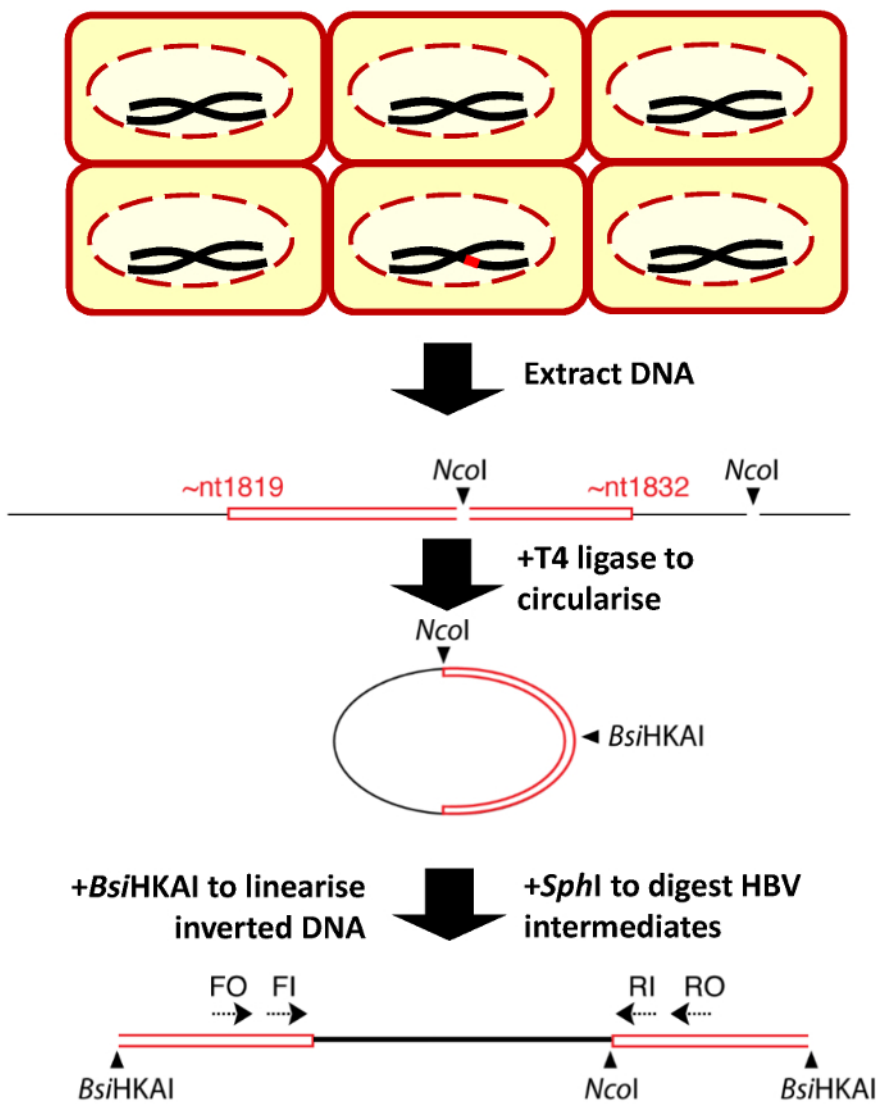 Extract DNA
NcoI
NcoI
~nt1819
~nt1832
+T4 ligase to
circularise
NcoI
BsiHKAI
+BsiHKAI to linearise
inverted DNA
+SphI to digest HBV
intermediates
FO FI RI RO
BsiHKAI NcoI BsiHKAI